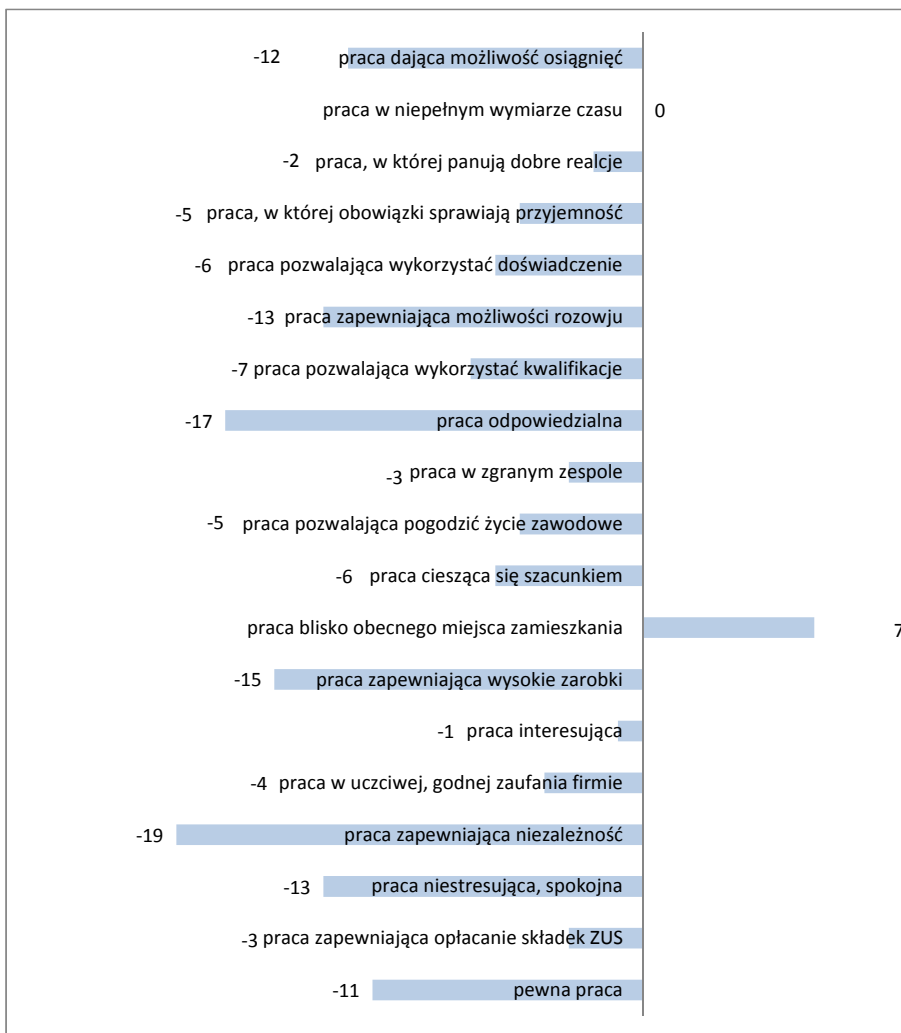 -12 praca dająca możliwość osiągnięć
praca w niepełnym wymiarze czasu 0
-2 praca, w której panują dobre realcje
-5 praca, w której obowiązki sprawiają przyjemność
-6 praca pozwalająca wykorzystać doświadczenie
-13 praca zapewniająca możliwości rozowju
-7 praca pozwalająca wykorzystać kwalifikacje
-17 praca odpowiedzialna
-3 praca w zgranym zespole
-5 praca pozwalająca pogodzić życie zawodowe
-6 praca ciesząca się szacunkiem
praca blisko obecnego miejsca zamieszkania 7
-15 praca zapewniająca wysokie zarobki
-1 praca interesująca
-4 praca w uczciwej, godnej zaufania firmie
-19 praca zapewniająca niezależność
-13 praca niestresująca, spokojna
-3 praca zapewniająca opłacanie składek ZUS
-11 pewna praca